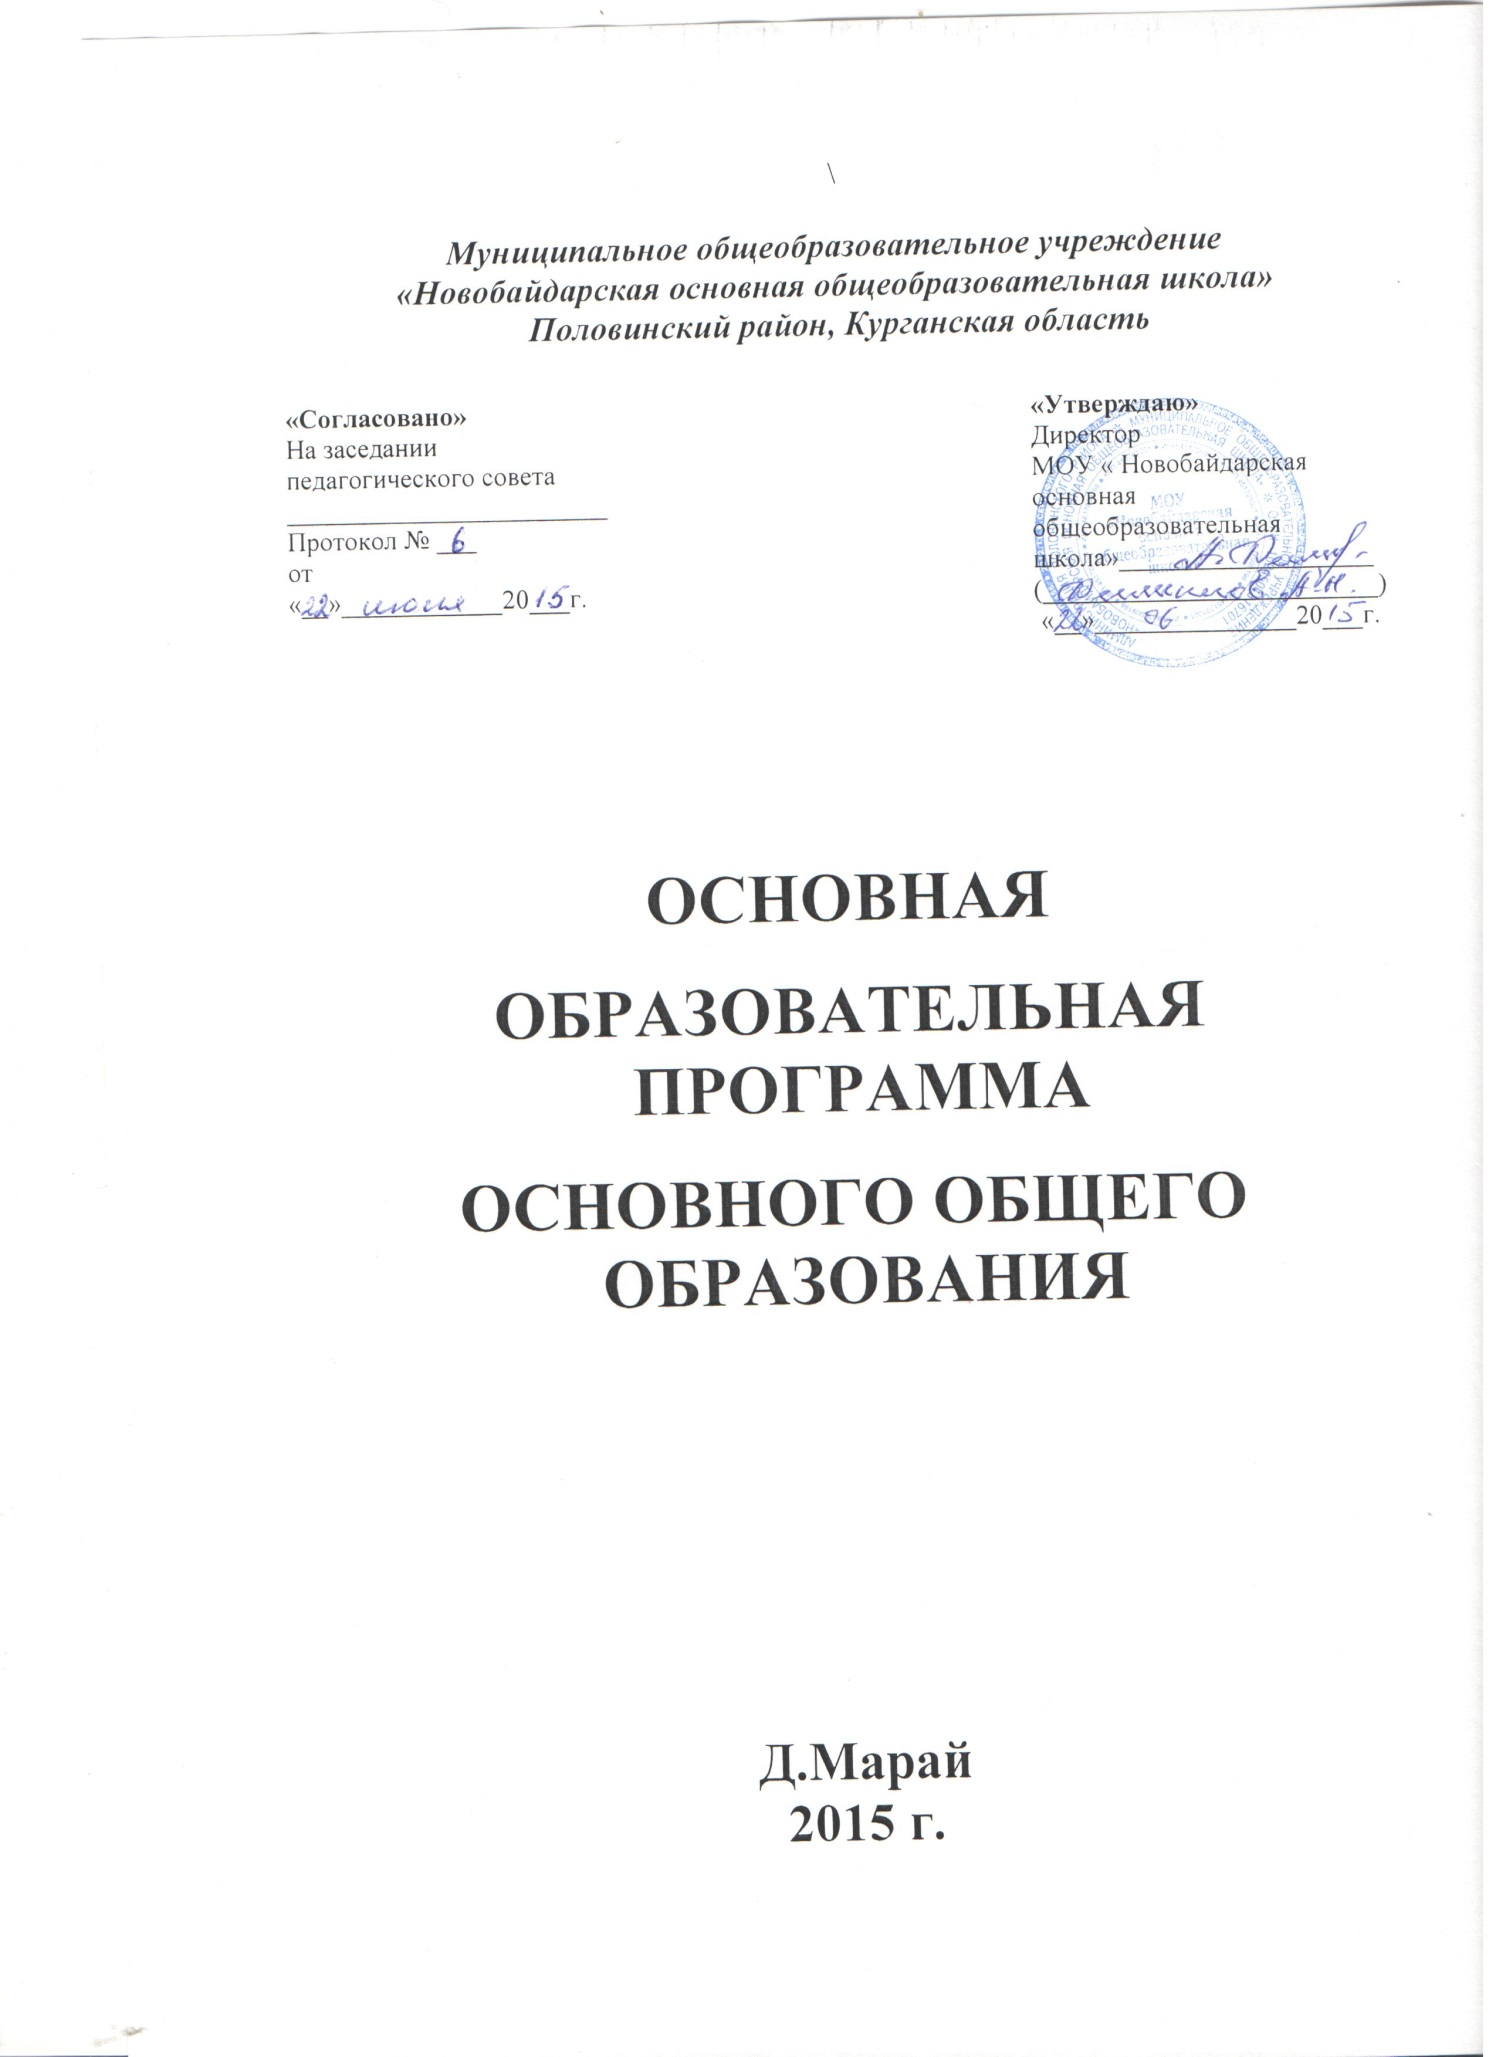 \
Муниципальное общеобразовательное учреждение
«Новобайдарская основная общеобразовательная школа»
Половинский район, Курганская область
«Согласовано»
На заседании
педагогического совета
Протокол № 6
от
«22» июня 2015 г.
«Утверждаю»
Директор
МОУ « Новобайдарская
основная
общеобразовательная
школа»
( А.Н. )
«22» 06 2015 г.
МОУ
ОСНОВНАЯ
ОБРАЗОВАТЕЛЬНАЯ
ПРОГРАММА
ОСНОВНОГО ОБЩЕГО
ОБРАЗОВАНИЯ
Д.Марай
2015 г.